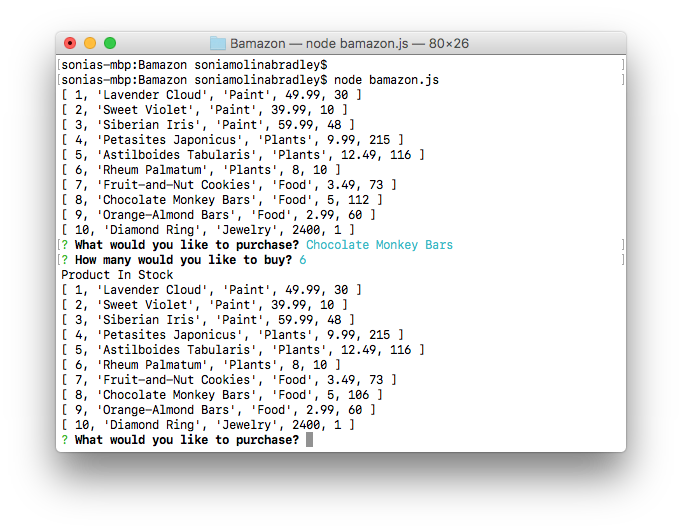 Bamazon — node bamazon.js — 80×26
[sonias-mbp:Bamazon soniamolinabradley$ ]
[sonias-mbp:Bamazon soniamolinabradley$ node bamazon.js ]
[ 1, 'Lavender Cloud', 'Paint', 49.99, 30 ]
[ 2, 'Sweet Violet', 'Paint', 39.99, 10 ]
[ 3, 'Siberian Iris', 'Paint', 59.99, 48 ]
[ 4, 'Petasites Japonicus', 'Plants', 9.99, 215 ]
[ 5, 'Astilboides Tabularis', 'Plants', 12.49, 116 ]
[ 6, 'Rheum Palmatum', 'Plants', 8, 10 ]
[ 7, 'Fruit-and-Nut Cookies', 'Food', 3.49, 73 ]
[ 8, 'Chocolate Monkey Bars', 'Food', 5, 112 ]
[ 9, 'Orange-Almond Bars', 'Food', 2.99, 60 ]
[ 10, 'Diamond Ring', 'Jewelry', 2400, 1 ]
[? What would you like to purchase? Chocolate Monkey Bars ]
[? How many would you like to buy? 6 ]
Product In Stock
[ 1, 'Lavender Cloud', 'Paint', 49.99, 30 ]
[ 2, 'Sweet Violet', 'Paint', 39.99, 10 ]
[ 3, 'Siberian Iris', 'Paint', 59.99, 48 ]
[ 4, 'Petasites Japonicus', 'Plants', 9.99, 215 ]
[ 5, 'Astilboides Tabularis', 'Plants', 12.49, 116 ]
[ 6, 'Rheum Palmatum', 'Plants', 8, 10 ]
[ 7, 'Fruit-and-Nut Cookies', 'Food', 3.49, 73 ]
[ 8, 'Chocolate Monkey Bars', 'Food', 5, 106 ]
[ 9, 'Orange-Almond Bars', 'Food', 2.99, 60 ]
[ 10, 'Diamond Ring', 'Jewelry', 2400, 1 ]
? What would you like to purchase?